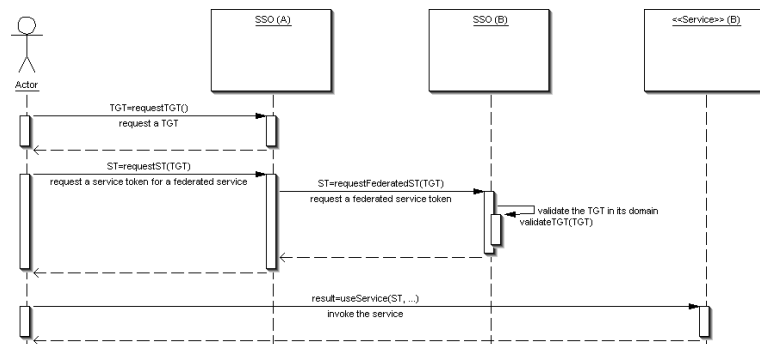 SSO (A)
SSO (B)
<<Service>> (B)
Actor
TGT=requestTGT()
request a TGT
ST=requestST(TGT)
request a service token for a federated service
ST=requestFederatedST(TGT)
request a federated service token
validate the TGT in its domain
validateTGT(TGT)
result=useService(ST, ...)
invoke the service